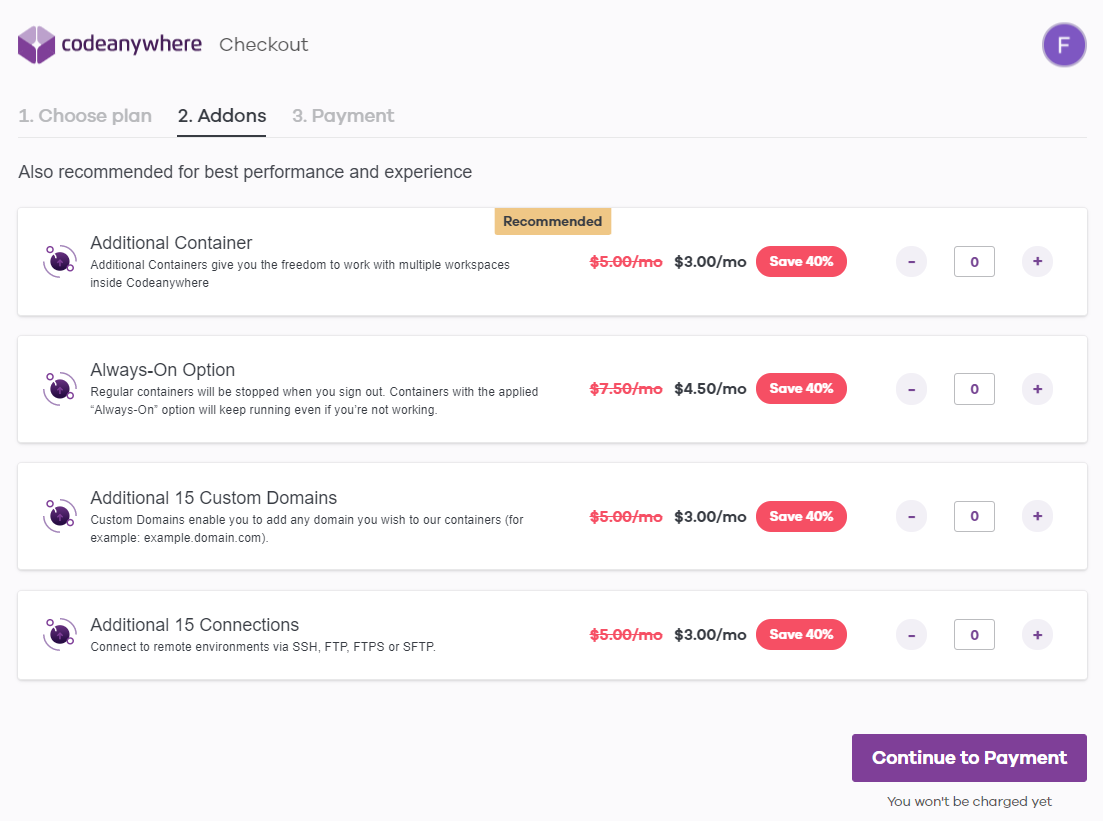 codeanywhere Checkout
F
1. Choose plan 2. Addons 3. Payment
Also recommended for best performance and experience
Recommended
Additional Container
Additional Containers give you the freedom to work with multiple workspaces
inside Codeanywhere
$5.00/mo $3.00/mo Save 40% - 0 +
Always-On Option
Regular containers will be stopped when you sign out. Containers with the applied
“Always-On” option will keep running even if you’re not working.
$7.50/mo $4.50/mo Save 40% - 0 +
Additional 15 Custom Domains
Custom Domains enable you to add any domain you wish to our containers (for
example: example.domain.com).
$5.00/mo $3.00/mo Save 40% - 0 +
Additional 15 Connections
Connect to remote environments via SSH, FTP, FTPS or SFTP.
$5.00/mo $3.00/mo Save 40% - 0 +
Continue to Payment
You won't be charged yet